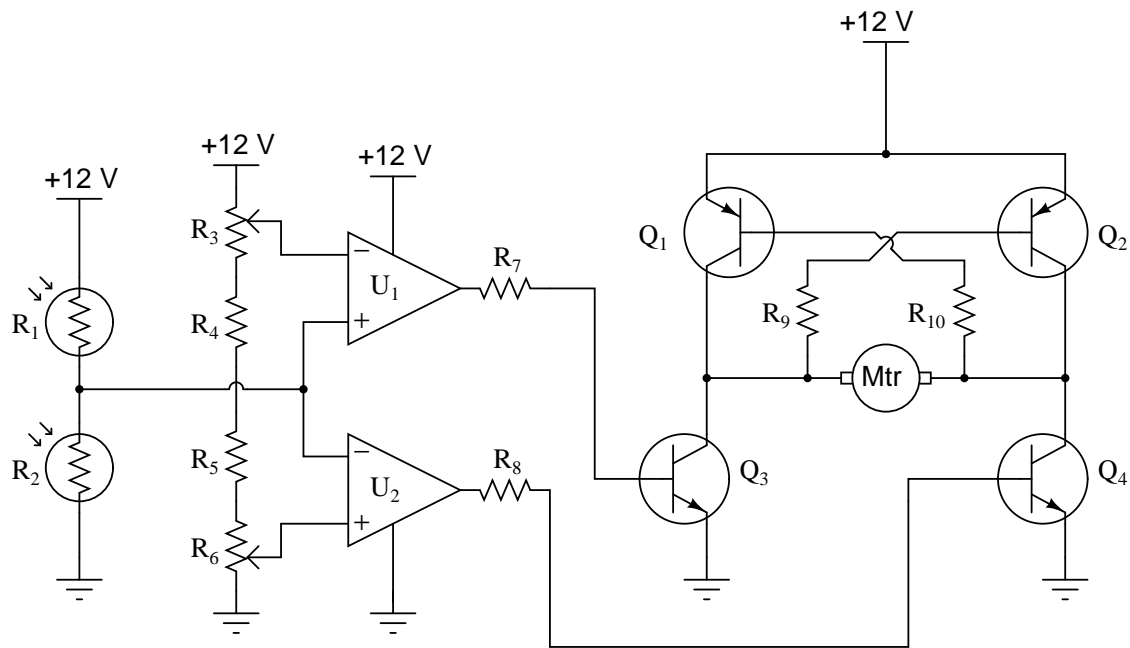 +12 V
+12 V
+12 V
+12 V
R1
R2
R3
R4
R5
R6
−
+
U1
−
+
U2
R7
R8
Q1
Q2
R9
R10
Mtr
Q3
Q4